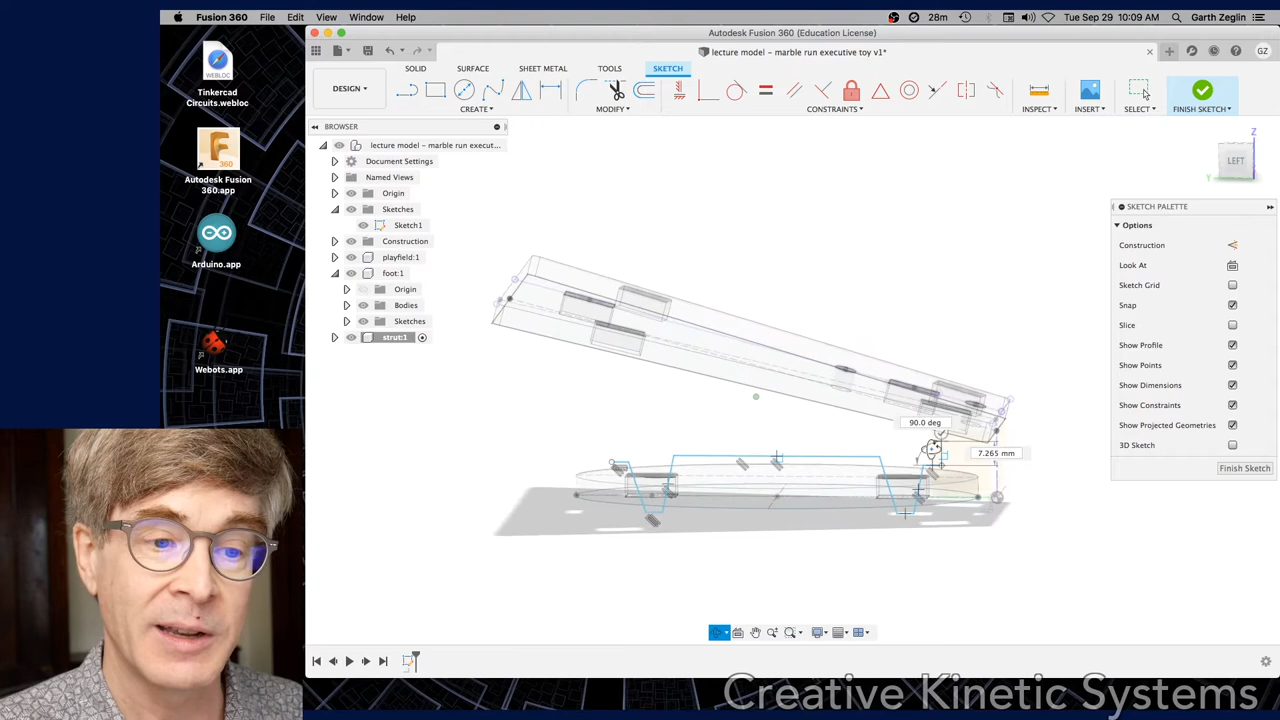 Fusion 360 File Edit View Window Help 28m Tue Sep 29 10:09 AM Garth Zeglin
Autodesk Fusion 360 (Education License)
lecture model – marble run executive toy v1*
GZ
SOLID SURFACE SHEET METAL TOOLS SKETCH
DESIGN
CREATE MODIFY CONSTRAINTS INSPECT INSERT SELECT FINISH SKETCH
BROWSER
lecture model – marble run execut...
Document Settings
Named Views
Origin
Sketches
Sketch1
Construction
playfield:1
foot:1
Origin
Bodies
Sketches
strut:1
WEBLOC
Tinkercad
Circuits.webloc
360
Autodesk Fusion
360.app
Arduino.app
Webots.app
Z
LEFT
Y
SKETCH PALETTE
Options
Construction
Look At
Sketch Grid
Snap
Slice
Show Profile
Show Points
Show Dimensions
Show Constraints
Show Projected Geometries
3D Sketch
Finish Sketch
90.0 deg
7.265 mm
Creative Kinetic Systems